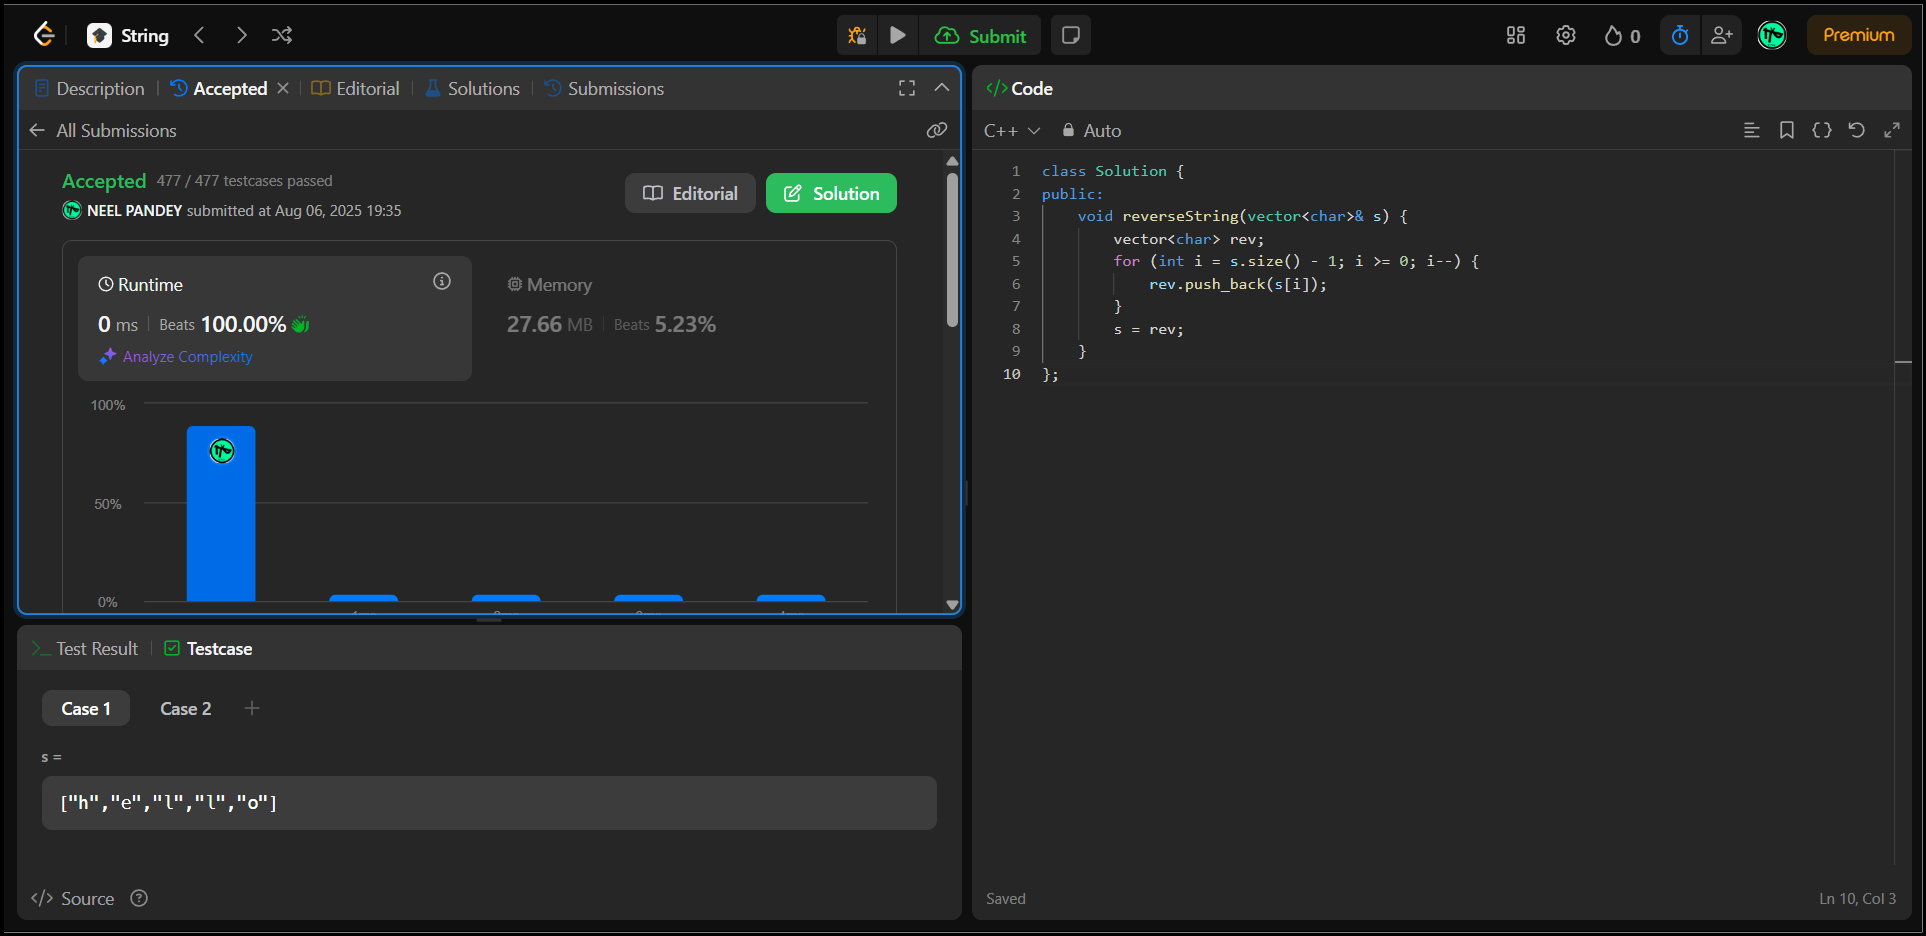 String
Submit
0
Premium
Description
Accepted
Editorial
Solutions
Submissions
All Submissions
Accepted 477 / 477 testcases passed
NEEL PANDEY submitted at Aug 06, 2025 19:35
Editorial
Solution
Runtime
0 ms Beats 100.00%
Analyze Complexity
Memory
27.66 MB Beats 5.23%
100%
50%
0%
Test Result
Testcase
Case 1
Case 2
s =
["h","e","l","l","o"]
Source
</> Code
C++
Auto
1 class Solution {
2 public:
3 void reverseString(vector<char>& s) {
4 vector<char> rev;
5 for (int i = s.size() - 1; i >= 0; i--) {
6 rev.push_back(s[i]);
7 }
8 s = rev;
9 }
10 };
Saved
Ln 10, Col 3